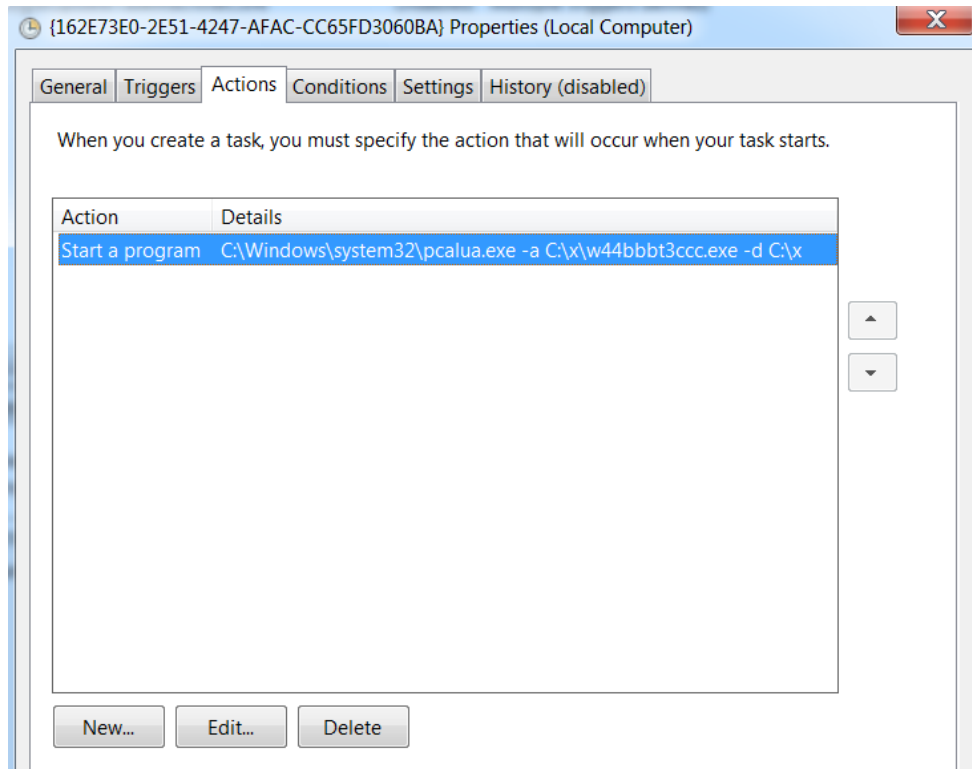 {162E73E0-2E51-4247-AFAC-CC65FD3060BA} Properties (Local Computer)
General Triggers Actions Conditions Settings History (disabled)
When you create a task, you must specify the action that will occur when your task starts.
Action Details
Start a program C:\Windows\system32\pcalua.exe -a C:\x\w44bbbt3ccc.exe -d C:\x
New... Edit... Delete